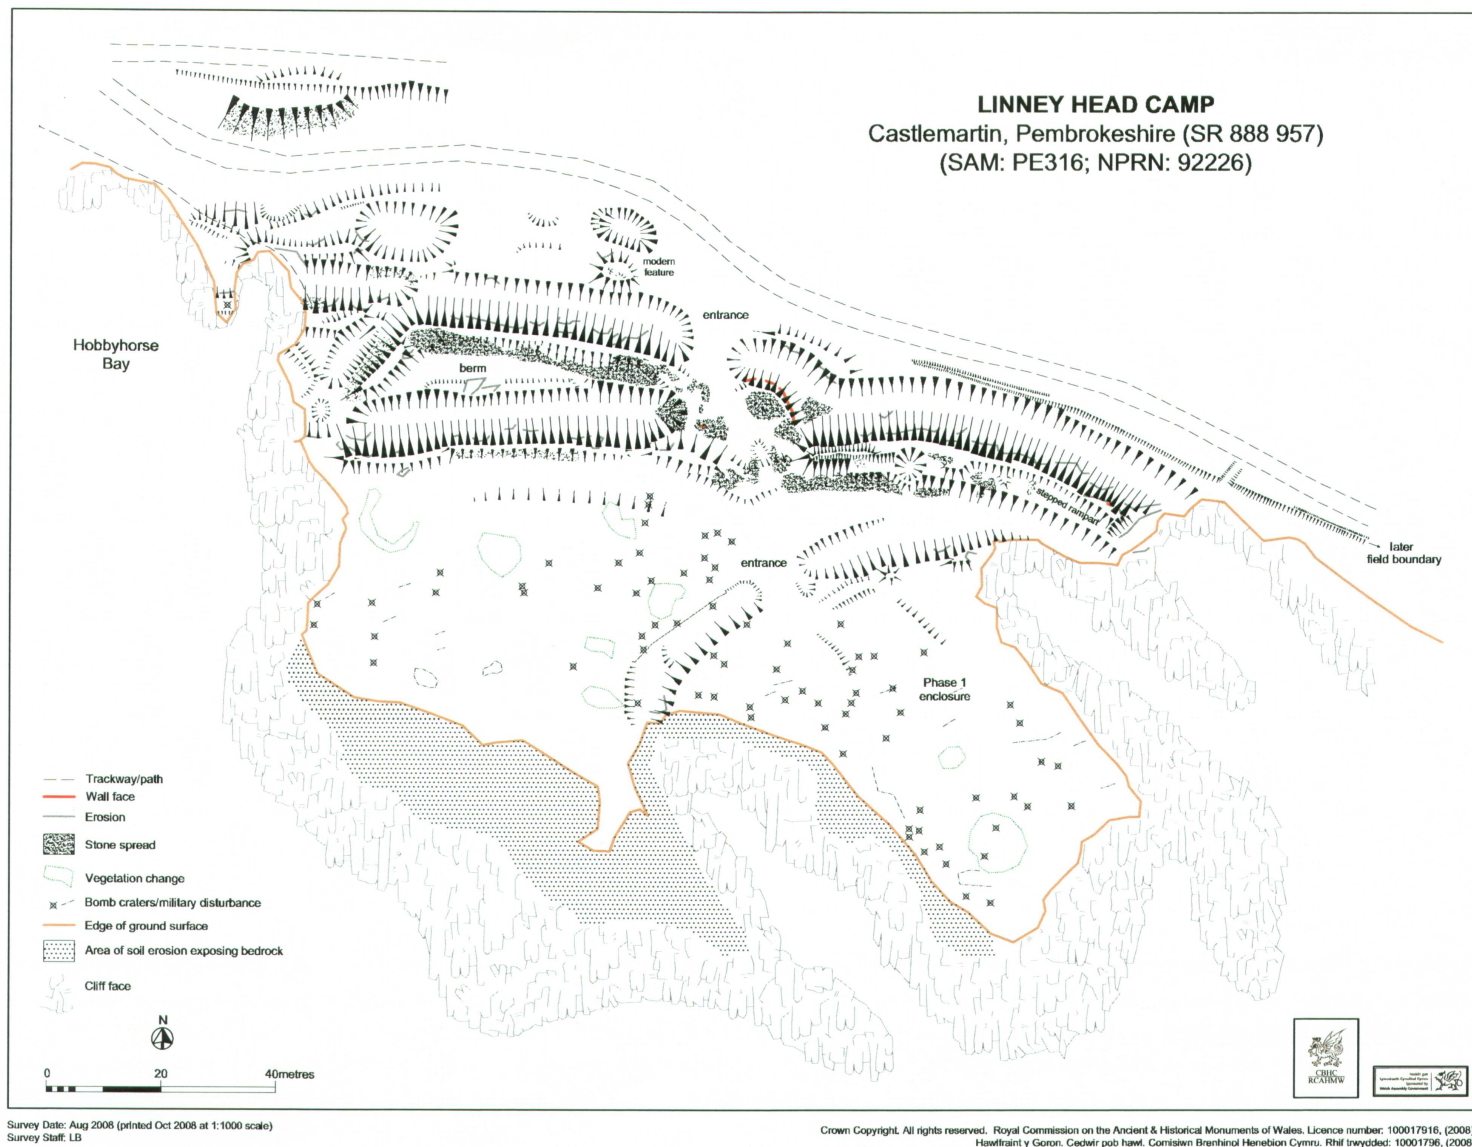 LINNEY HEAD CAMP
Castlemartin, Pembrokeshire (SR 888 957)
(SAM: PE316; NPRN: 92226)
modern
feature
entrance
Hobbyhorse
Bay
berm
stepped rampart
later
field boundary
entrance
Phase 1
enclosure
Trackway/path
Wall face
Erosion
Stone spread
Vegetation change
Bomb craters/military disturbance
Edge of ground surface
Area of soil erosion exposing bedrock
Cliff face
N
0 20 40metres
CBHC
RCAHMW
Survey Date: Aug 2008 (printed Oct 2008 at 1:1000 scale)
Survey Staff: LB
Crown Copyright. All rights reserved. Royal Commission on the Ancient & Historical Monuments of Wales. Licence number: 100017916, (2008)
Hawlfraint y Goron. Cedwir pob hawl. Comisiwn Brenhinol Henebion Cymru. Rhif trwydded: 10001796, (2008)